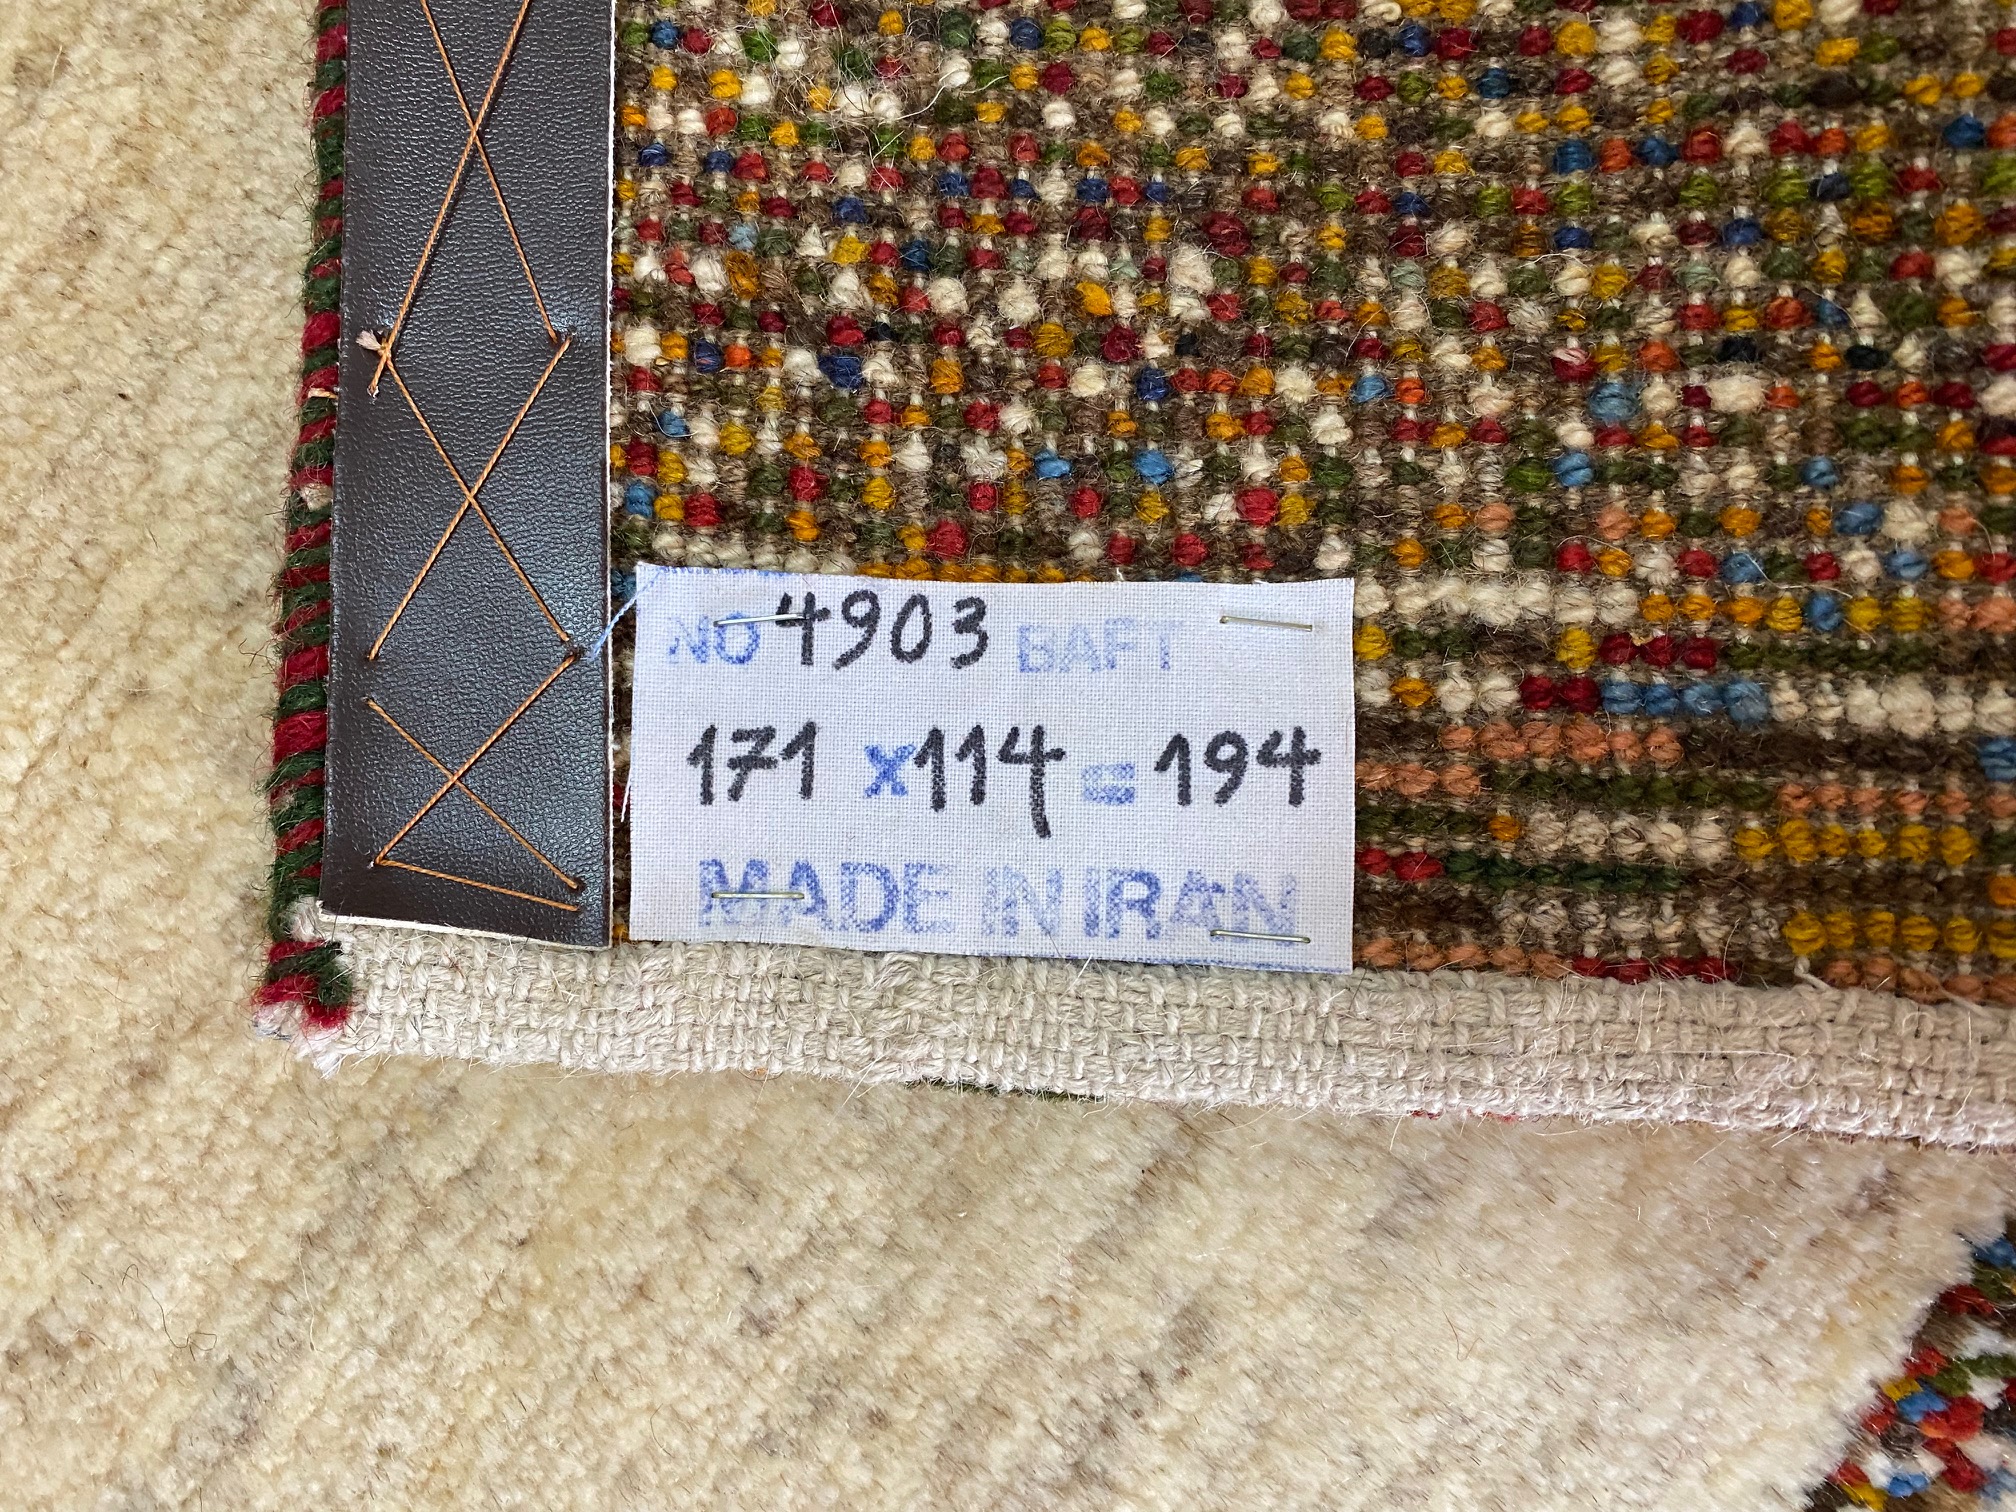 NO 4903 BAFT
171 x 114 = 194
MADE IN IRAN